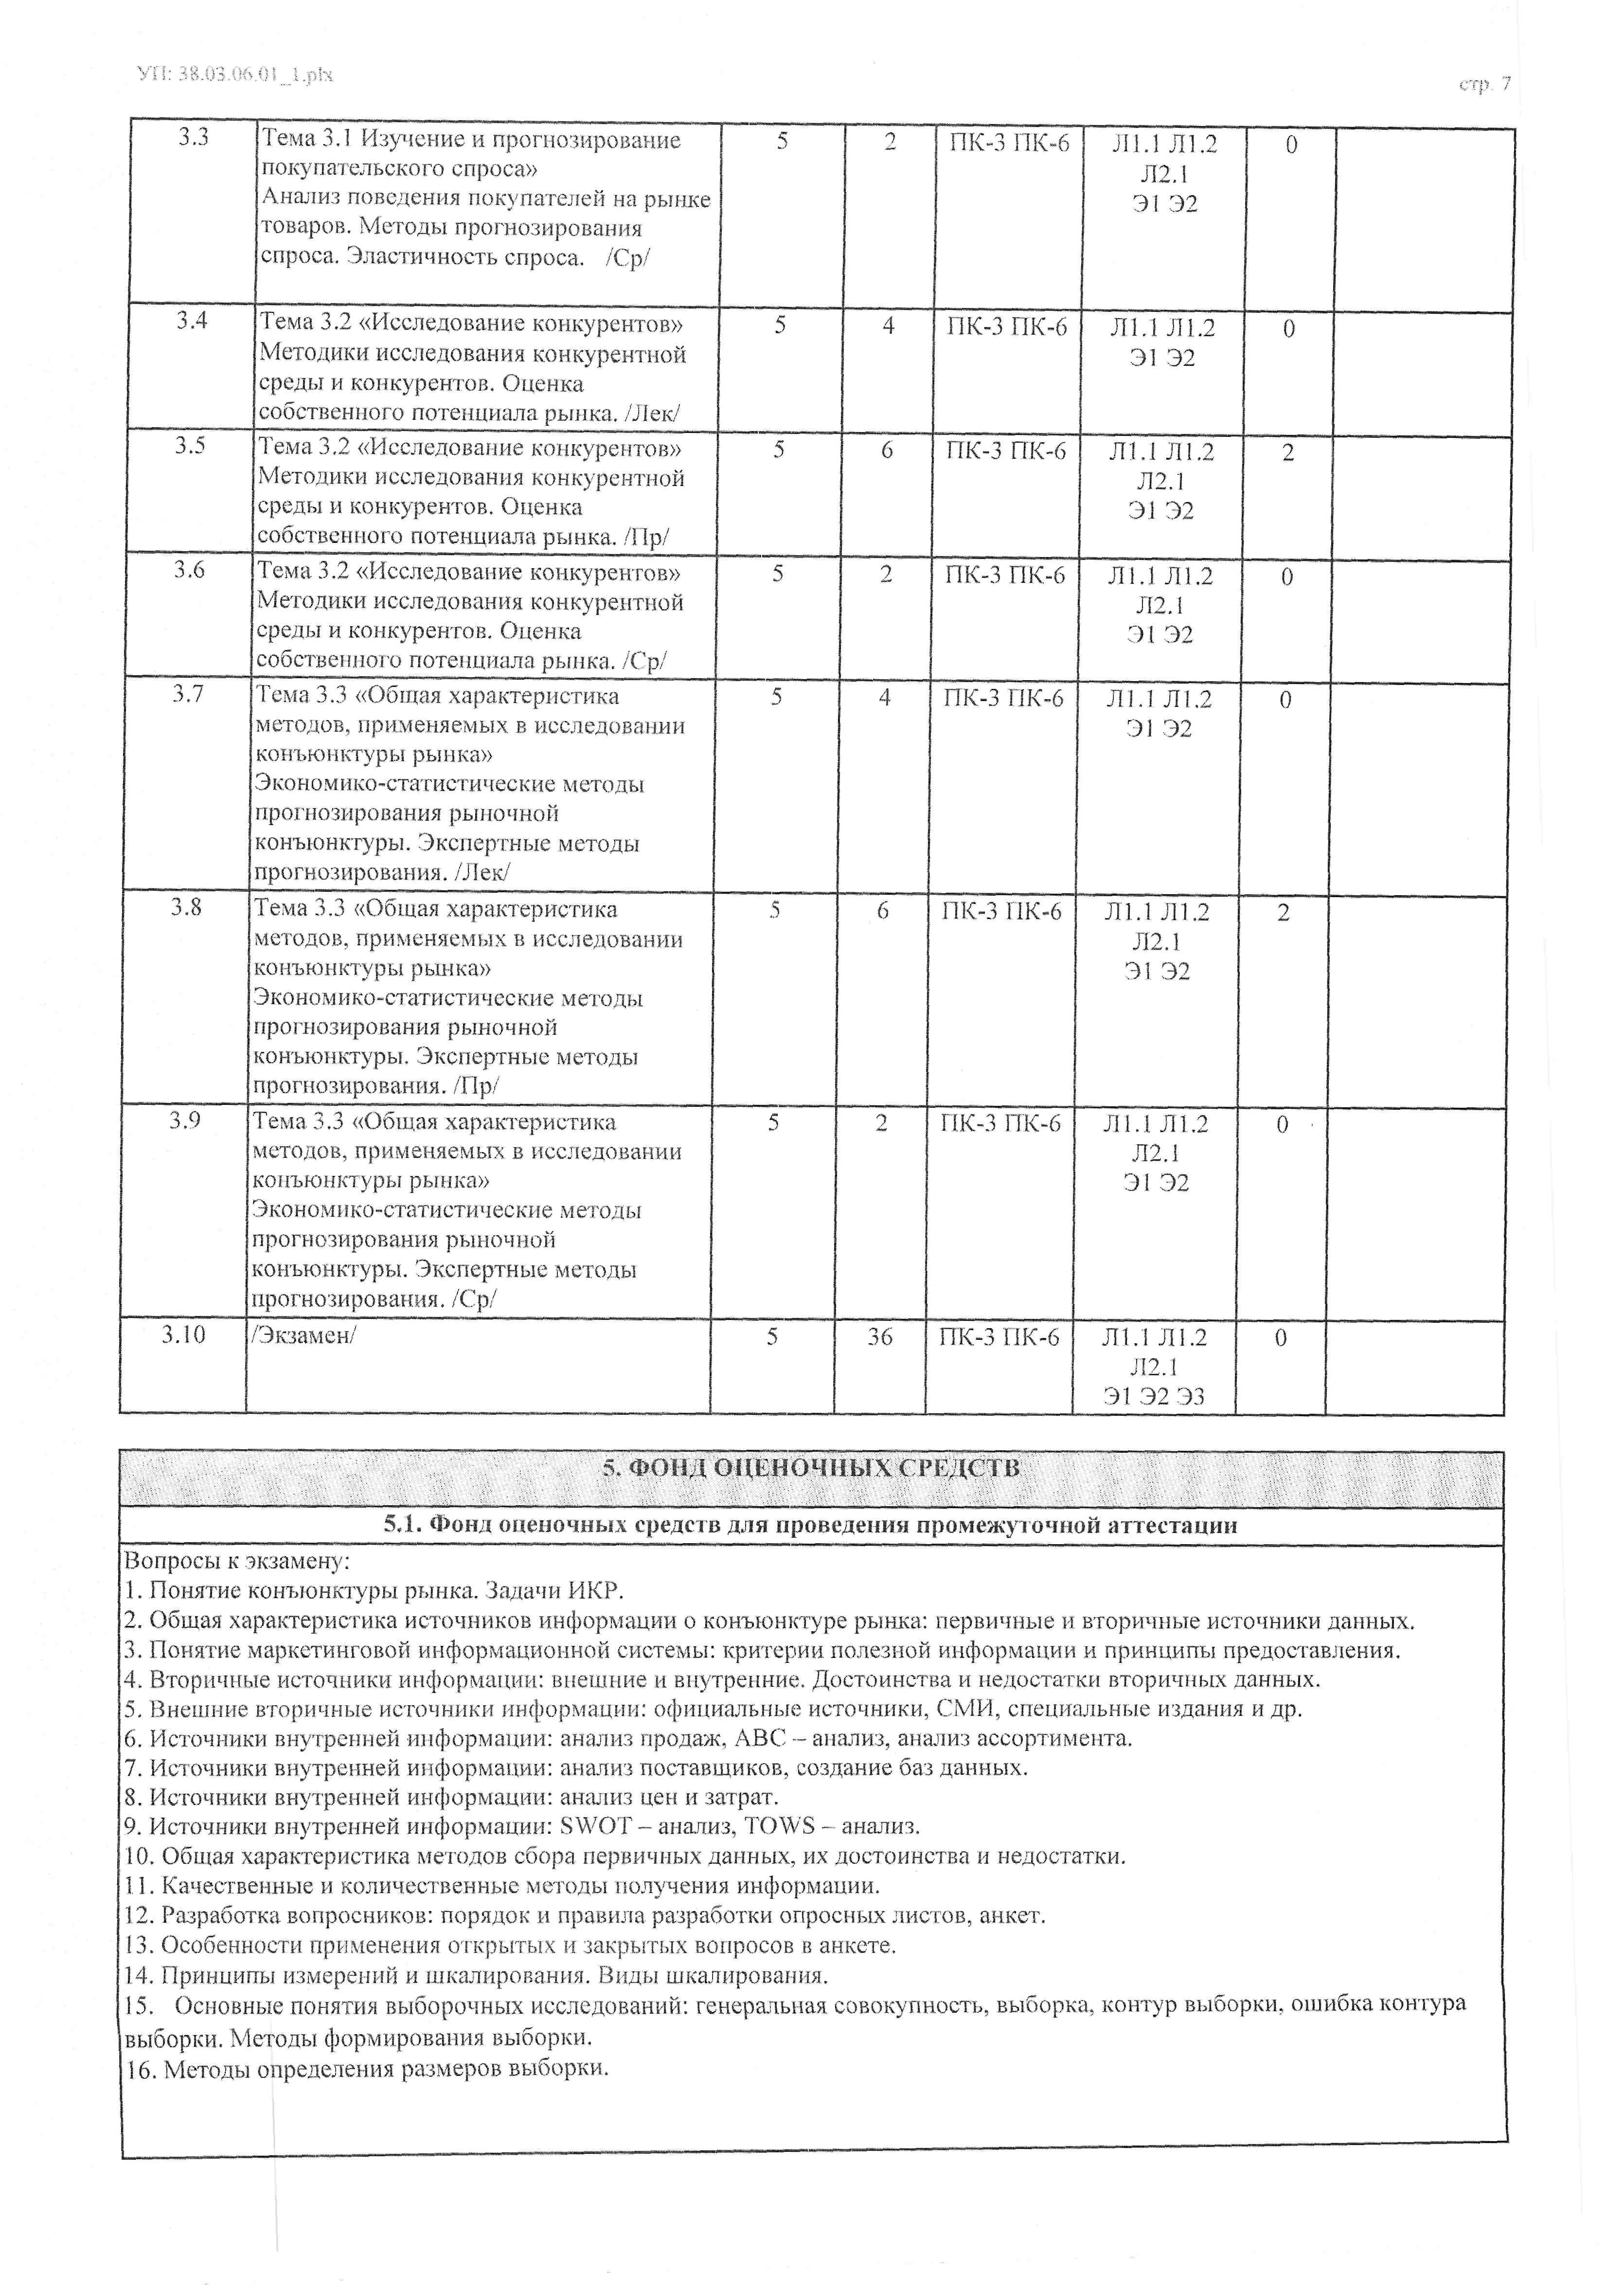 УП: 38.03.06.01_1.plx
стр. 7
3.3 Тема 3.1 Изучение и прогнозирование 5 2 ПК-3 ПК-6 Л1.1 Л1.2 0
покупательского спроса» Л2.1
Анализ поведения покупателей на рынке Э1 Э2
товаров. Методы прогнозирования
спроса. Эластичность спроса. /Ср/
3.4 Тема 3.2 «Исследование конкурентов» 5 4 ПК-3 ПК-6 Л1.1 Л1.2 0
Методики исследования конкурентной Э1 Э2
среды и конкурентов. Оценка
собственного потенциала рынка. /Лек/
3.5 Тема 3.2 «Исследование конкурентов» 5 6 ПК-3 ПК-6 Л1.1 Л1.2 2
Методики исследования конкурентной Л2.1
среды и конкурентов. Оценка Э1 Э2
собственного потенциала рынка. /Пр/
3.6 Тема 3.2 «Исследование конкурентов» 5 2 ПК-3 ПК-6 Л1.1 Л1.2 0
Методики исследования конкурентной Л2.1
среды и конкурентов. Оценка Э1 Э2
собственного потенциала рынка. /Ср/
3.7 Тема 3.3 «Общая характеристика 5 4 ПК-3 ПК-6 Л1.1 Л1.2 0
методов, применяемых в исследовании Э1 Э2
конъюнктуры рынка»
Экономико-статистические методы
прогнозирования рыночной
конъюнктуры. Экспертные методы
прогнозирования. /Лек/
3.8 Тема 3.3 «Общая характеристика 5 6 ПК-3 ПК-6 Л1.1 Л1.2 2
методов, применяемых в исследовании Л2.1
конъюнктуры рынка» Э1 Э2
Экономико-статистические методы
прогнозирования рыночной
конъюнктуры. Экспертные методы
прогнозирования. /Пр/
3.9 Тема 3.3 «Общая характеристика 5 2 ПК-3 ПК-6 Л1.1 Л1.2 0
методов, применяемых в исследовании Л2.1
конъюнктуры рынка» Э1 Э2
Экономико-статистические методы
прогнозирования рыночной
конъюнктуры. Экспертные методы
прогнозирования. /Ср/
3.10 /Экзамен/ 5 36 ПК-3 ПК-6 Л1.1 Л1.2 0
Л2.1
Э1 Э2 Э3
5. ФОНД ОЦЕНОЧНЫХ СРЕДСТВ
5.1. Фонд оценочных средств для проведения промежуточной аттестации
Вопросы к экзамену:
1. Понятие конъюнктуры рынка. Задачи ИКР.
2. Общая характеристика источников информации о конъюнктуре рынка: первичные и вторичные источники данных.
3. Понятие маркетинговой информационной системы: критерии полезной информации и принципы предоставления.
4. Вторичные источники информации: внешние и внутренние. Достоинства и недостатки вторичных данных.
5. Внешние вторичные источники информации: официальные источники, СМИ, специальные издания и др.
6. Источники внутренней информации: анализ продаж, АВС – анализ, анализ ассортимента.
7. Источники внутренней информации: анализ поставщиков, создание баз данных.
8. Источники внутренней информации: анализ цен и затрат.
9. Источники внутренней информации: SWOT – анализ, TOWS – анализ.
10. Общая характеристика методов сбора первичных данных, их достоинства и недостатки.
11. Качественные и количественные методы получения информации.
12. Разработка вопросников: порядок и правила разработки опросных листов, анкет.
13. Особенности применения открытых и закрытых вопросов в анкете.
14. Принципы измерений и шкалирования. Виды шкалирования.
15. Основные понятия выборочных исследований: генеральная совокупность, выборка, контур выборки, ошибка контура
выборки. Методы формирования выборки.
16. Методы определения размеров выборки.